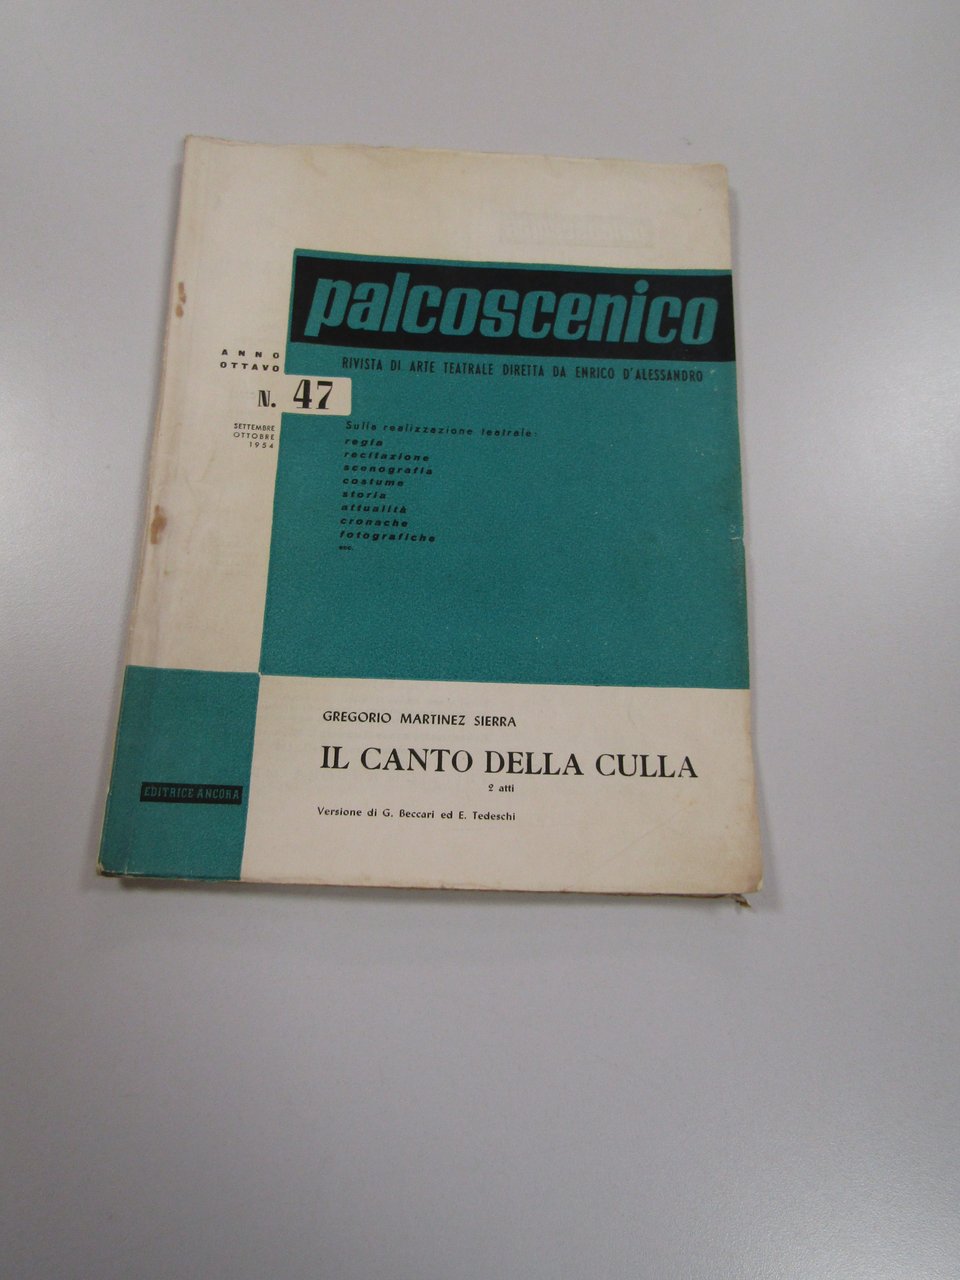 palcoscenico
RIVISTA DI ARTE TEATRALE DIRETTA DA ENRICO D'ALESSANDRO
ANNO
OTTAVO
N. 47
SETTEMBRE
OTTOBRE
1954
Sulla realizzazione teatrale:
regia
recitazione
scenografia
costume
storia
attualità
cronache
fotografiche
ecc.
GREGORIO MARTINEZ SIERRA
IL CANTO DELLA CULLA
2 atti
Versione di G. Beccari ed E. Tedeschi
EDITRICE ANCORA